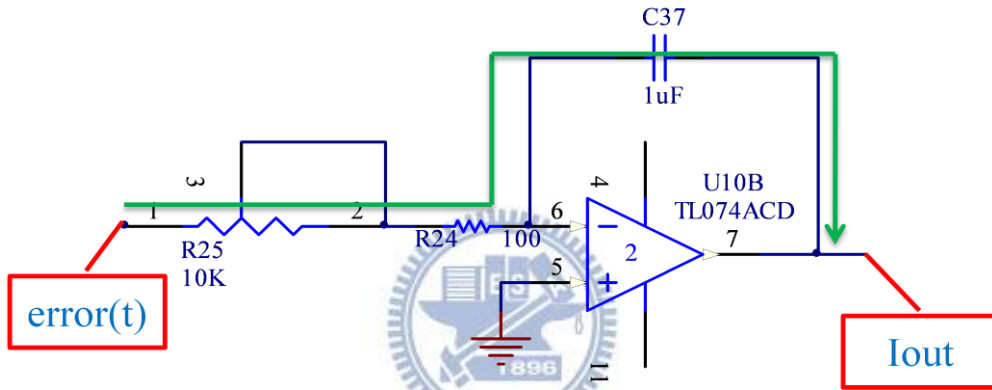 C37
1uF
3
1
2
R25
10K
R24
100
6
5
4
2
7
11
U10B
TL074ACD
error(t)
Iout
1896